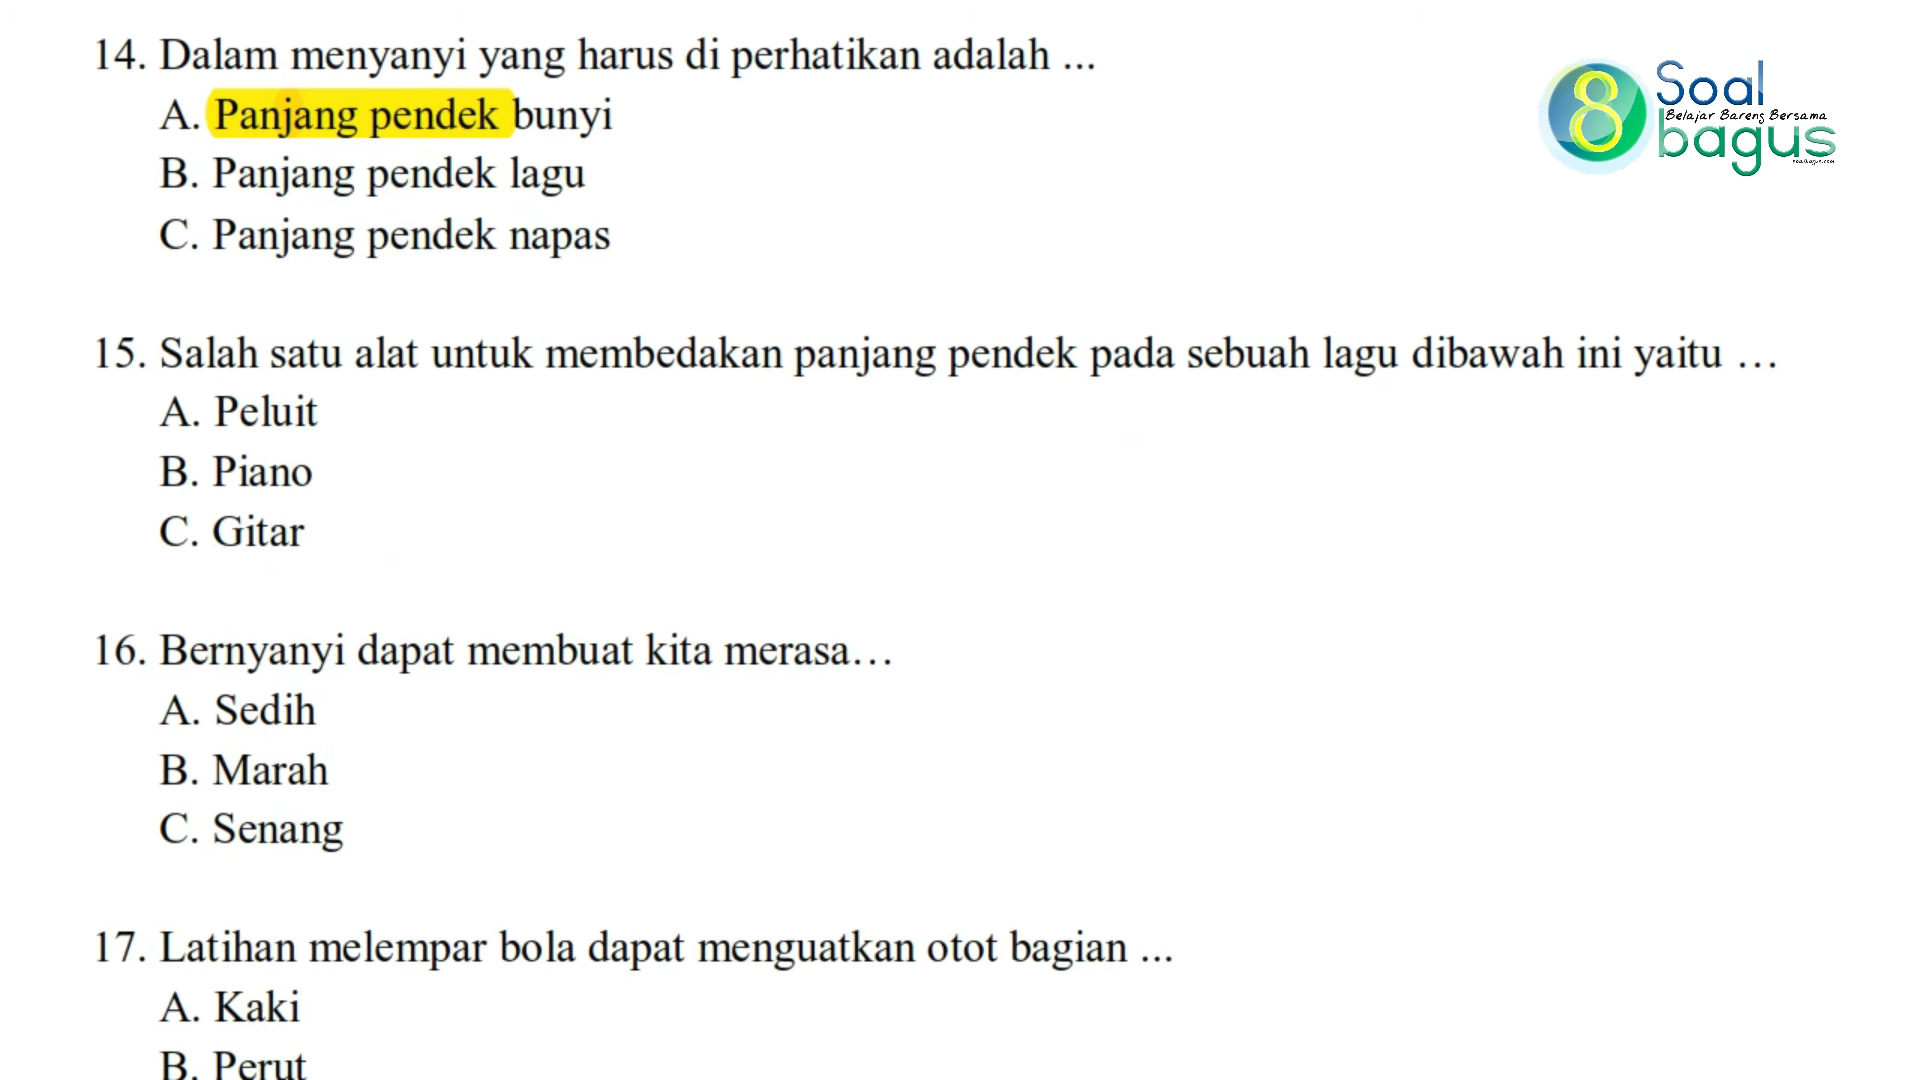 14. Dalam menyanyi yang harus di perhatikan adalah ...
A. Panjang pendek bunyi
B. Panjang pendek lagu
C. Panjang pendek napas
8 Soal
Belajar Bareng Bersama
bagus
15. Salah satu alat untuk membedakan panjang pendek pada sebuah lagu dibawah ini yaitu …
A. Peluit
B. Piano
C. Gitar
16. Bernyanyi dapat membuat kita merasa…
A. Sedih
B. Marah
C. Senang
17. Latihan melempar bola dapat menguatkan otot bagian ...
A. Kaki
B. Perut